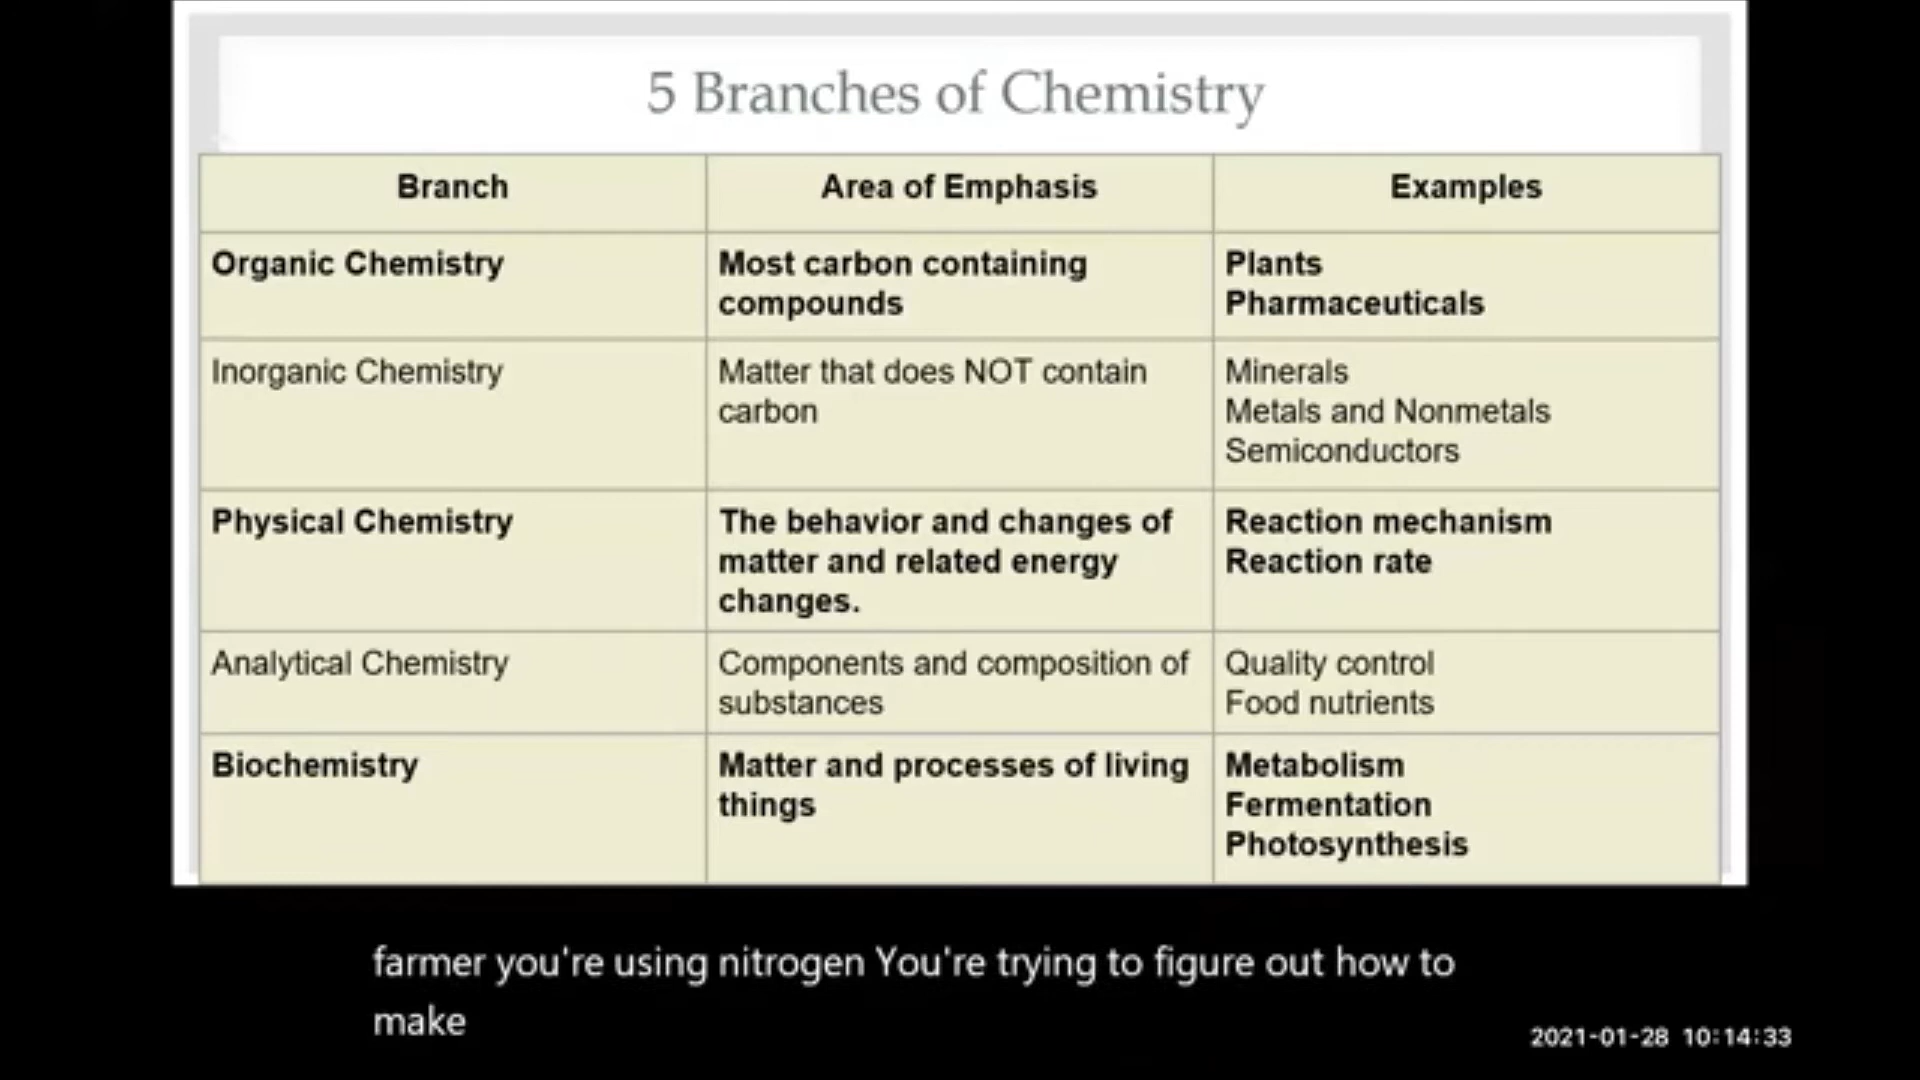 5 Branches of Chemistry
Branch
Area of Emphasis
Examples
Organic Chemistry
Most carbon containing
compounds
Plants
Pharmaceuticals
Inorganic Chemistry
Matter that does NOT contain
carbon
Minerals
Metals and Nonmetals
Semiconductors
Physical Chemistry
The behavior and changes of
matter and related energy
changes.
Reaction mechanism
Reaction rate
Analytical Chemistry
Components and composition of
substances
Quality control
Food nutrients
Biochemistry
Matter and processes of living
things
Metabolism
Fermentation
Photosynthesis
farmer you're using nitrogen You're trying to figure out how to
make
2021-01-28 10:14:33